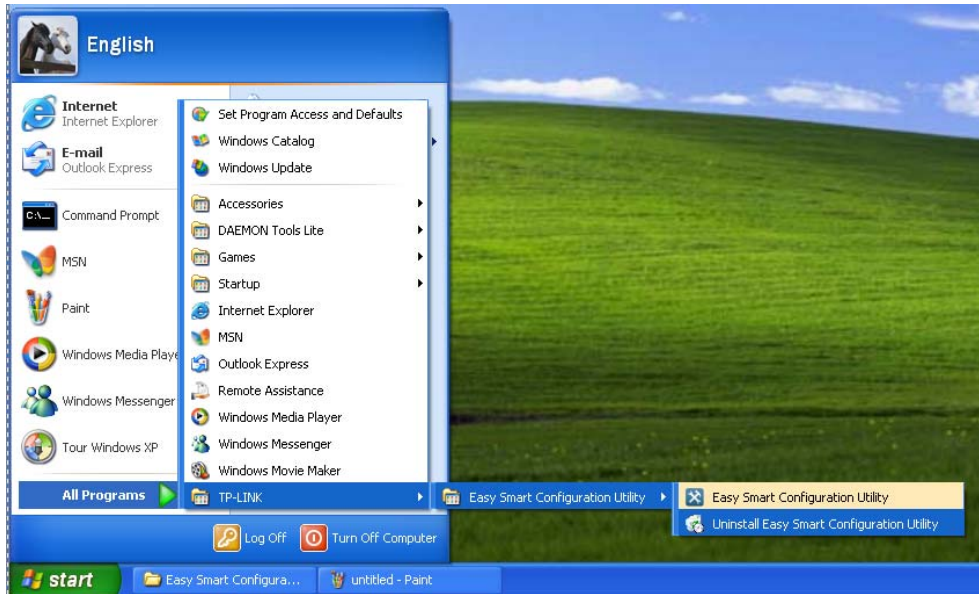 English
Internet
Internet Explorer
E-mail
Outlook Express
Command Prompt
MSN
Paint
Windows Media Playe
Windows Messenger
Tour Windows XP
All Programs
Set Program Access and Defaults
Windows Catalog
Windows Update
Accessories
DAEMON Tools Lite
Games
Startup
Internet Explorer
MSN
Outlook Express
Remote Assistance
Windows Media Player
Windows Messenger
Windows Movie Maker
TP-LINK
Easy Smart Configuration Utility
Easy Smart Configuration Utility
Uninstall Easy Smart Configuration Utility
Log Off
Turn Off Computer
start
Easy Smart Configura...
untitled - Paint